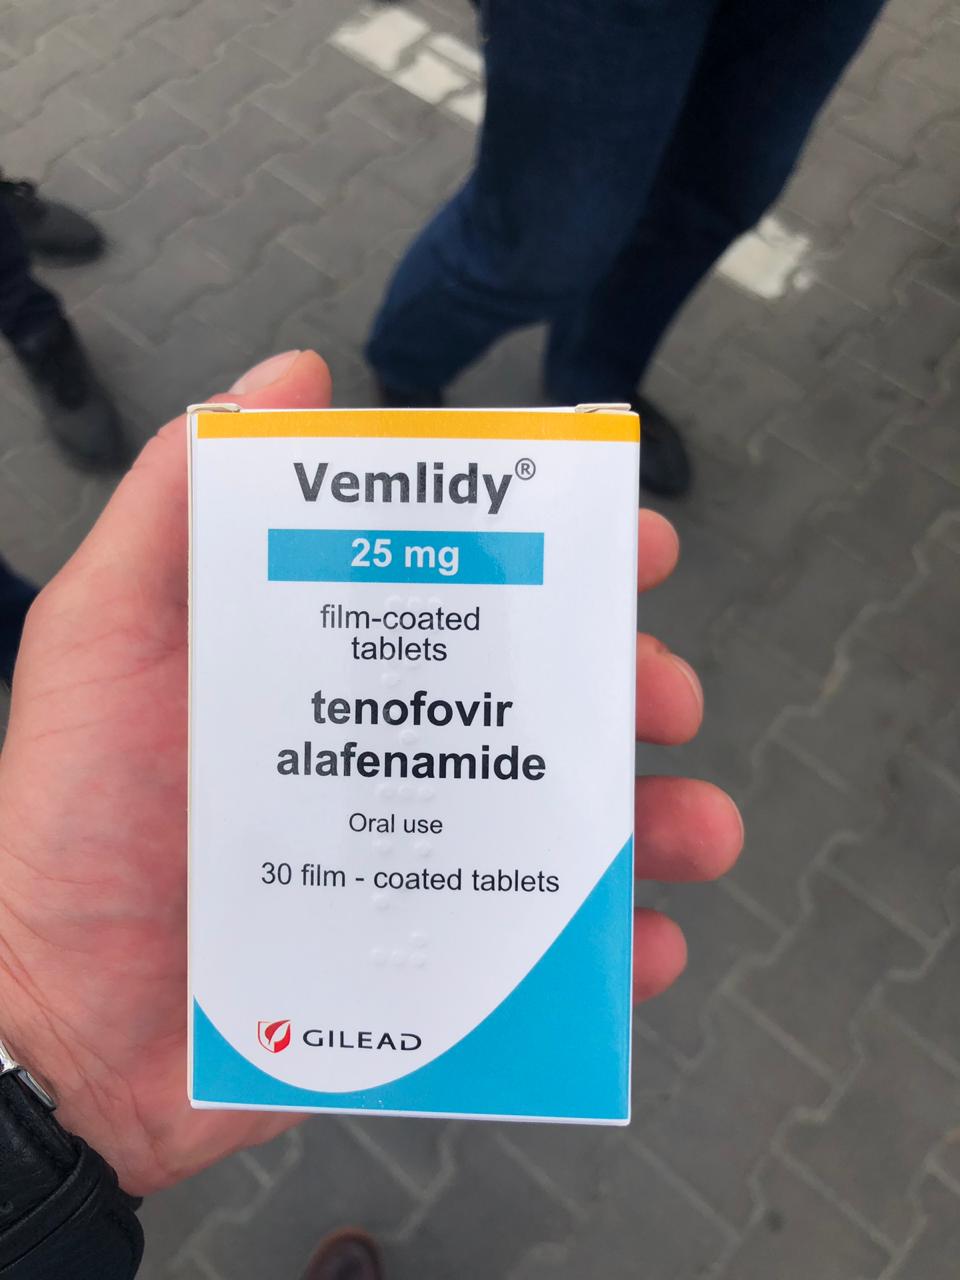 Vemlidy®
25 mg
film-coated
tablets
tenofovir
alafenamide
Oral use
30 film - coated tablets
GILEAD